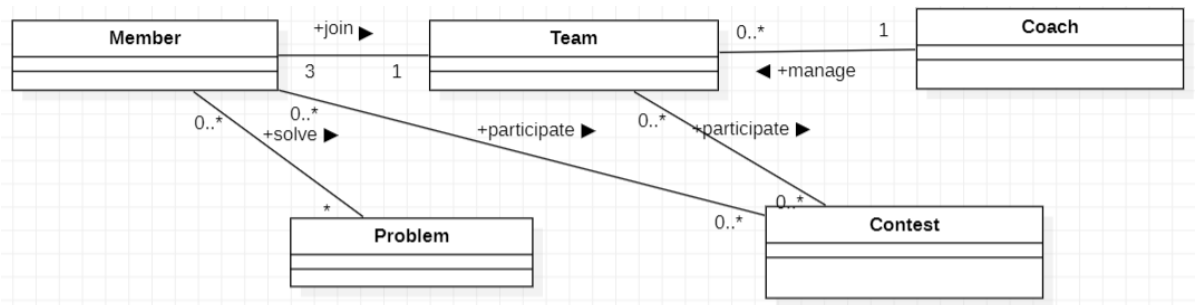 Member
+join ▶
Team
0..*
1
Coach
3
1
◀ +manage
0..*
0..*
+solve ▶
+participate ▶
0..*
+participate ▶
*
0..*
0..*
Problem
Contest